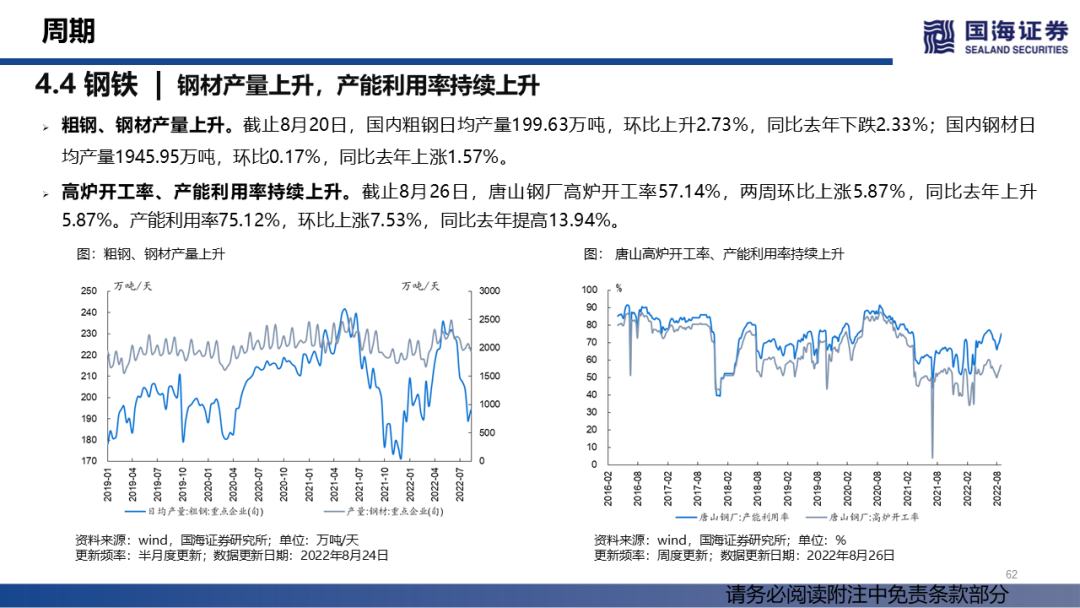 周期
国海证券
SEALAND SECURITIES
4.4 钢铁 | 钢材产量上升，产能利用率持续上升
➢ 粗钢、钢材产量上升。截止8月20日，国内粗钢日均产量199.63万吨，环比上升2.73%，同比去年下跌2.33%；国内钢材日
均产量1945.95万吨，环比0.17%，同比去年上涨1.57%。
➢ 高炉开工率、产能利用率持续上升。截止8月26日，唐山钢厂高炉开工率57.14%，两周环比上涨5.87%，同比去年上升
5.87%。产能利用率75.12%，环比上涨7.53%，同比去年提高13.94%。
图：粗钢、钢材产量上升
万吨/天
万吨/天
250
240
230
220
210
200
190
180
170
3000
2500
2000
1500
1000
500
0
2019-01
2019-04
2019-07
2019-10
2020-01
2020-04
2020-07
2020-10
2021-01
2021-04
2021-07
2021-10
2022-01
2022-04
2022-07
日均产量:粗钢:重点企业(旬)
产量:钢材:重点企业(旬)
资料来源：wind，国海证券研究所；单位：万吨/天
更新频率：半月度更新；数据更新日期：2022年8月24日
图： 唐山高炉开工率、产能利用率持续上升
%
100
90
80
70
60
50
40
30
20
10
0
2016-02
2016-08
2017-02
2017-08
2018-02
2018-08
2019-02
2019-08
2020-02
2020-08
2021-02
2021-08
2022-02
2022-08
唐山钢厂:产能利用率
唐山钢厂:高炉开工率
资料来源：wind，国海证券研究所；单位：%
更新频率：周度更新；数据更新日期：2022年8月26日
62
请务必阅读附注中免责条款部分